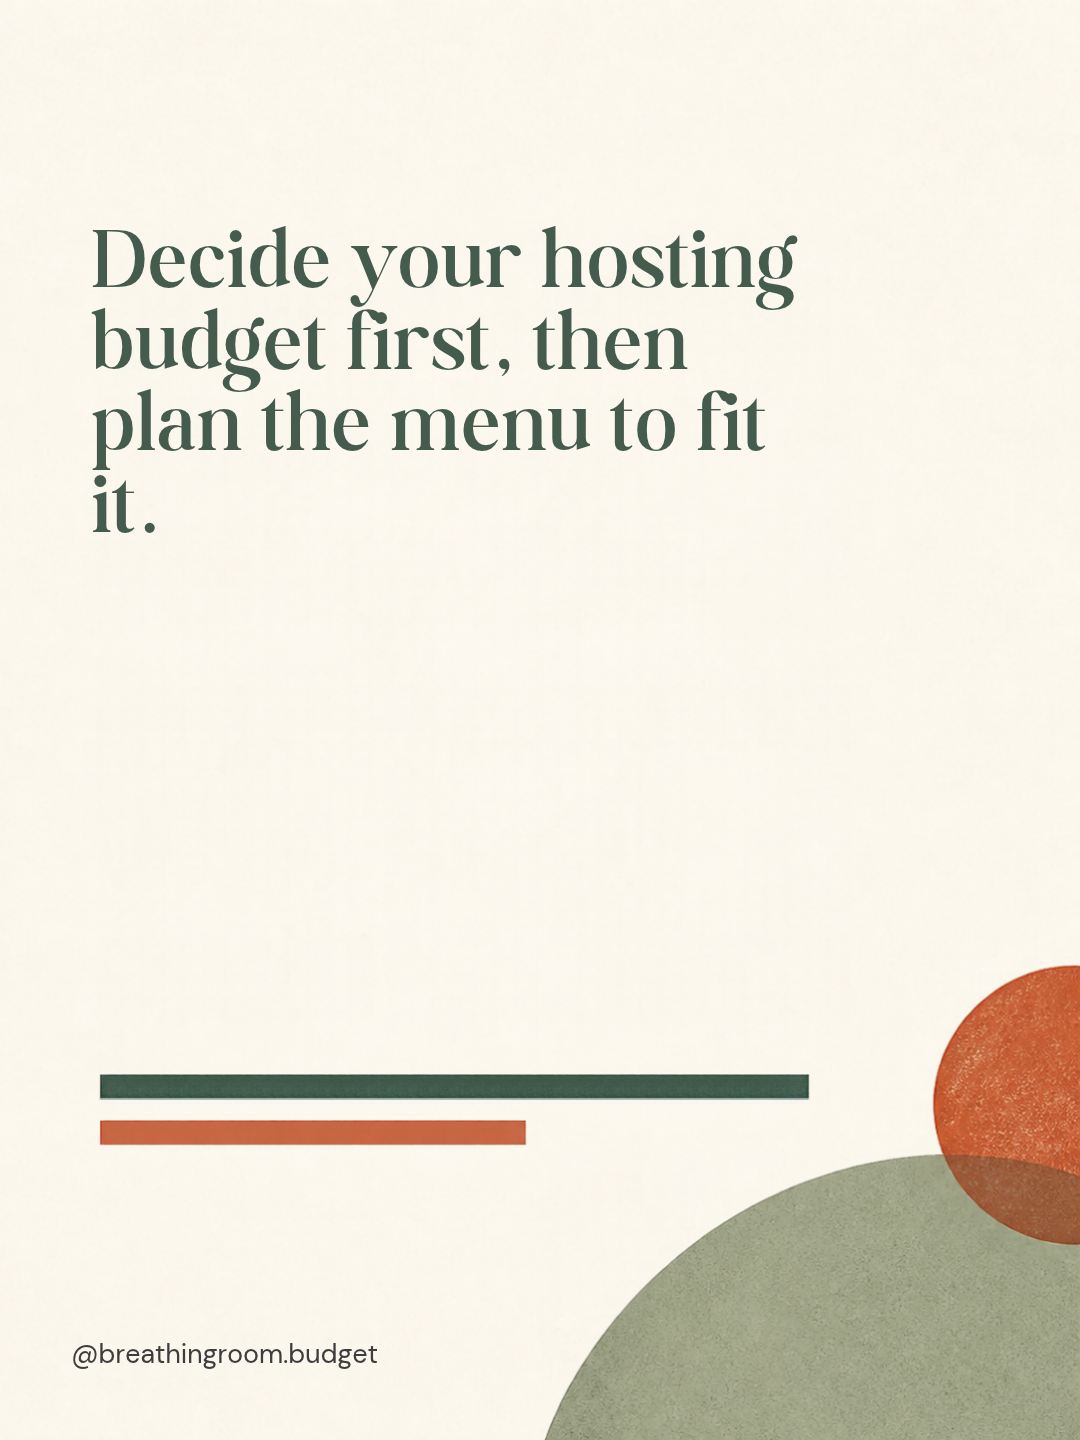 Decide your hosting
budget first, then
plan the menu to fit
it.
@breathingroom.budget